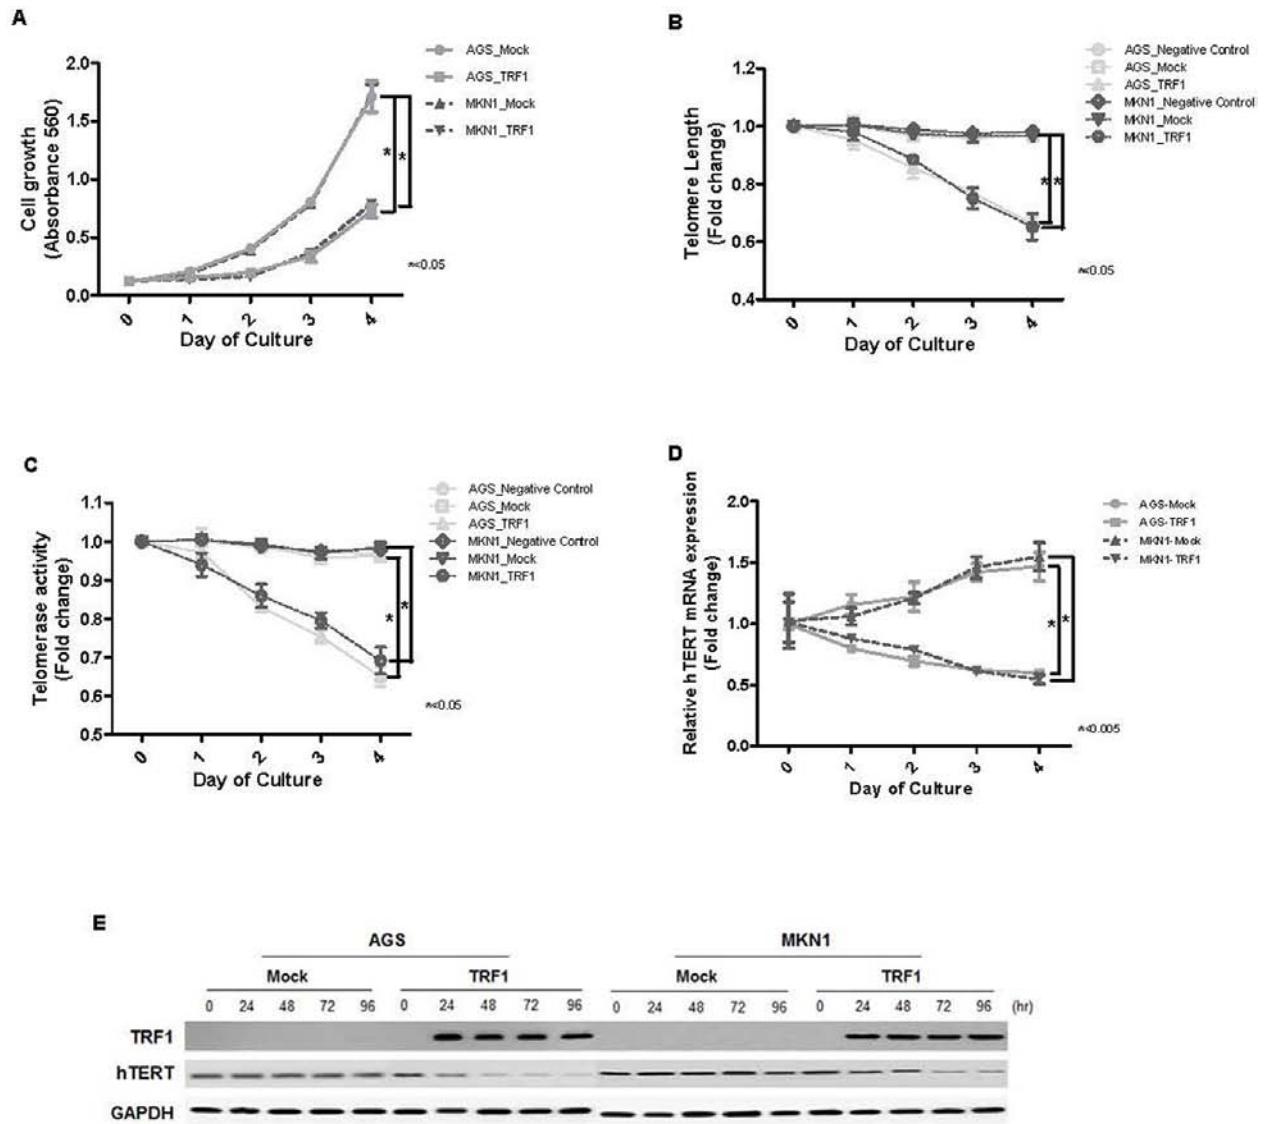 A
AGS_Mock
AGS_TRF1
MKN1_Mock
MKN1_TRF1
2.0
1.5
1.0
0.5
0.0
Cell growth
(Absorbance 560)
*
*
*<0.05
0
1
2
3
4
Day of Culture
B
AGS_Negative Control
AGS_Mock
AGS_TRF1
MKN1_Negative Control
MKN1_Mock
MKN1_TRF1
1.2
1.0
0.8
0.6
0.4
Telomere Length
(Fold change)
*
*
*<0.05
0
1
2
3
4
Day of Culture
C
AGS_Negative Control
AGS_Mock
AGS_TRF1
MKN1_Negative Control
MKN1_Mock
MKN1_TRF1
1.1
1.0
0.9
0.8
0.7
0.6
0.5
Telomerase activity
(Fold change)
*
*
*<0.05
0
1
2
3
4
Day of Culture
D
AGS-Mock
AGS-TRF1
MKN1-Mock
MKN1-TRF1
2.0
1.5
1.0
0.5
0.0
Relative hTERT mRNA expression
(Fold change)
*
*
*<0.005
0
1
2
3
4
Day of Culture
E
AGS MKN1
Mock TRF1 Mock TRF1
0 24 48 72 96 0 24 48 72 96 0 24 48 72 96 0 24 48 72 96 (hr)
TRF1
hTERT
GAPDH